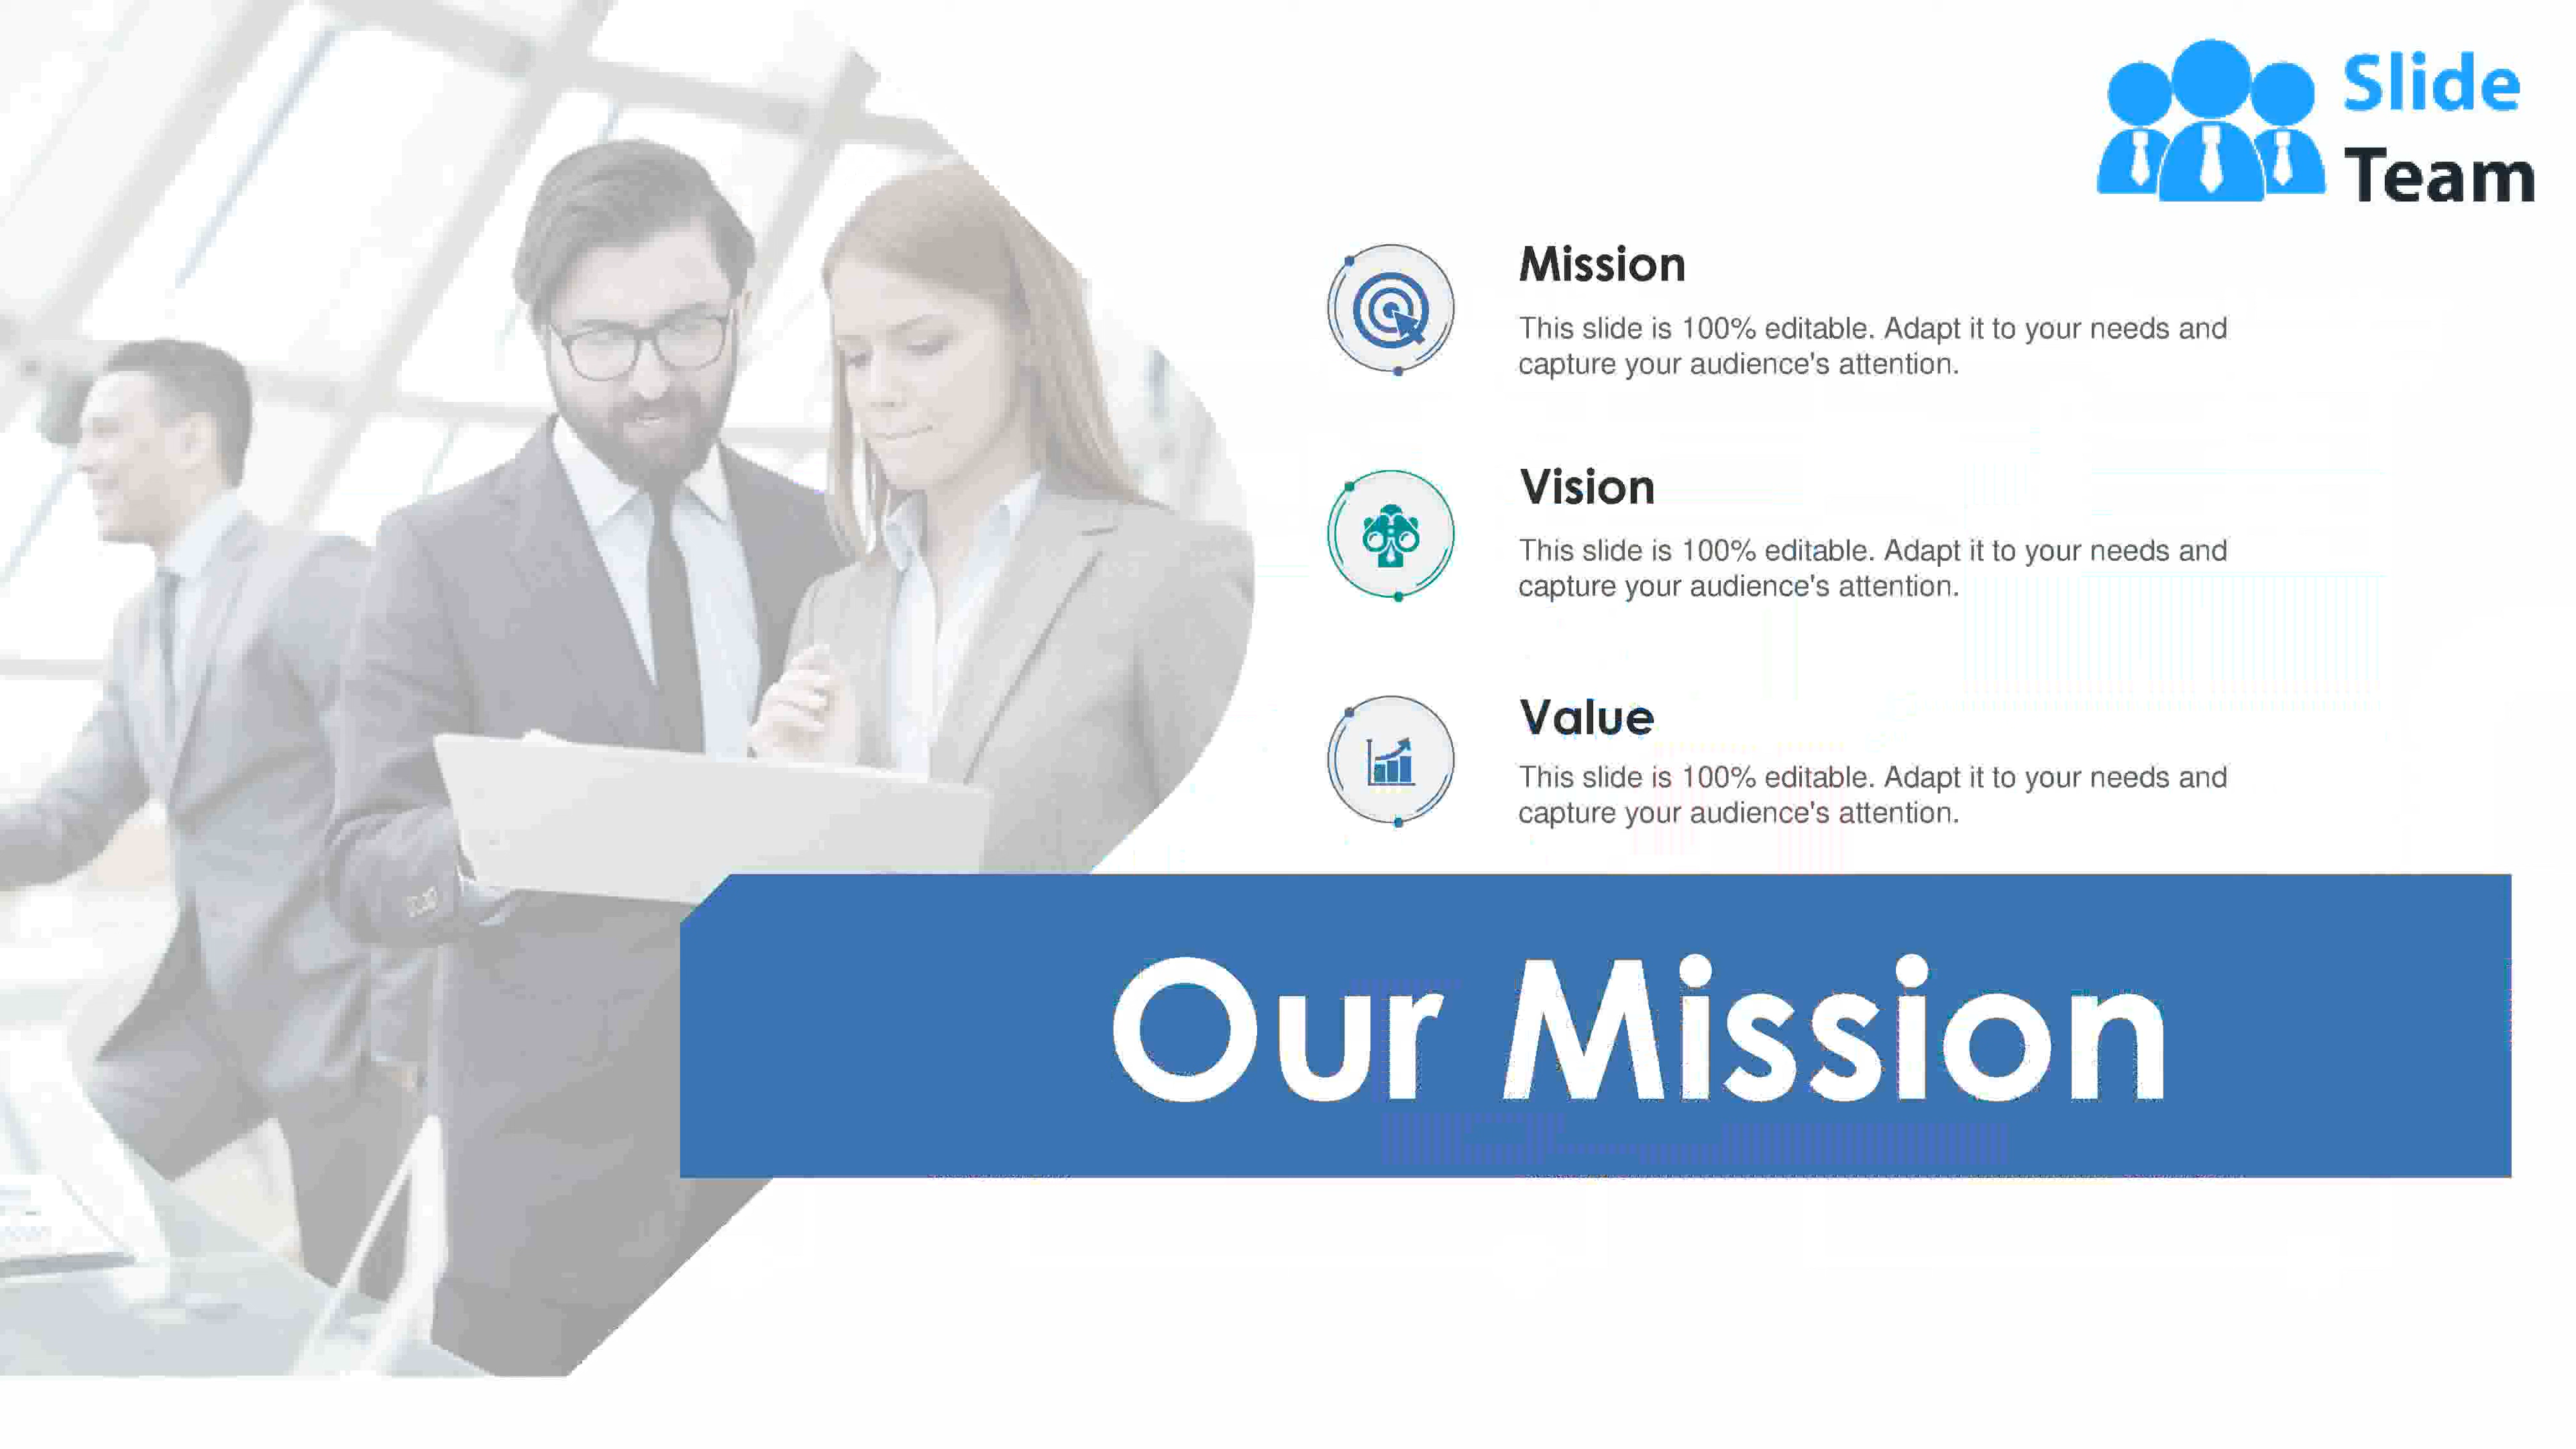 Slide
Team
Mission
This slide is 100% editable. Adapt it to your needs and
capture your audience's attention.
Vision
This slide is 100% editable. Adapt it to your needs and
capture your audience's attention.
Value
This slide is 100% editable. Adapt it to your needs and
capture your audience's attention.
Our Mission